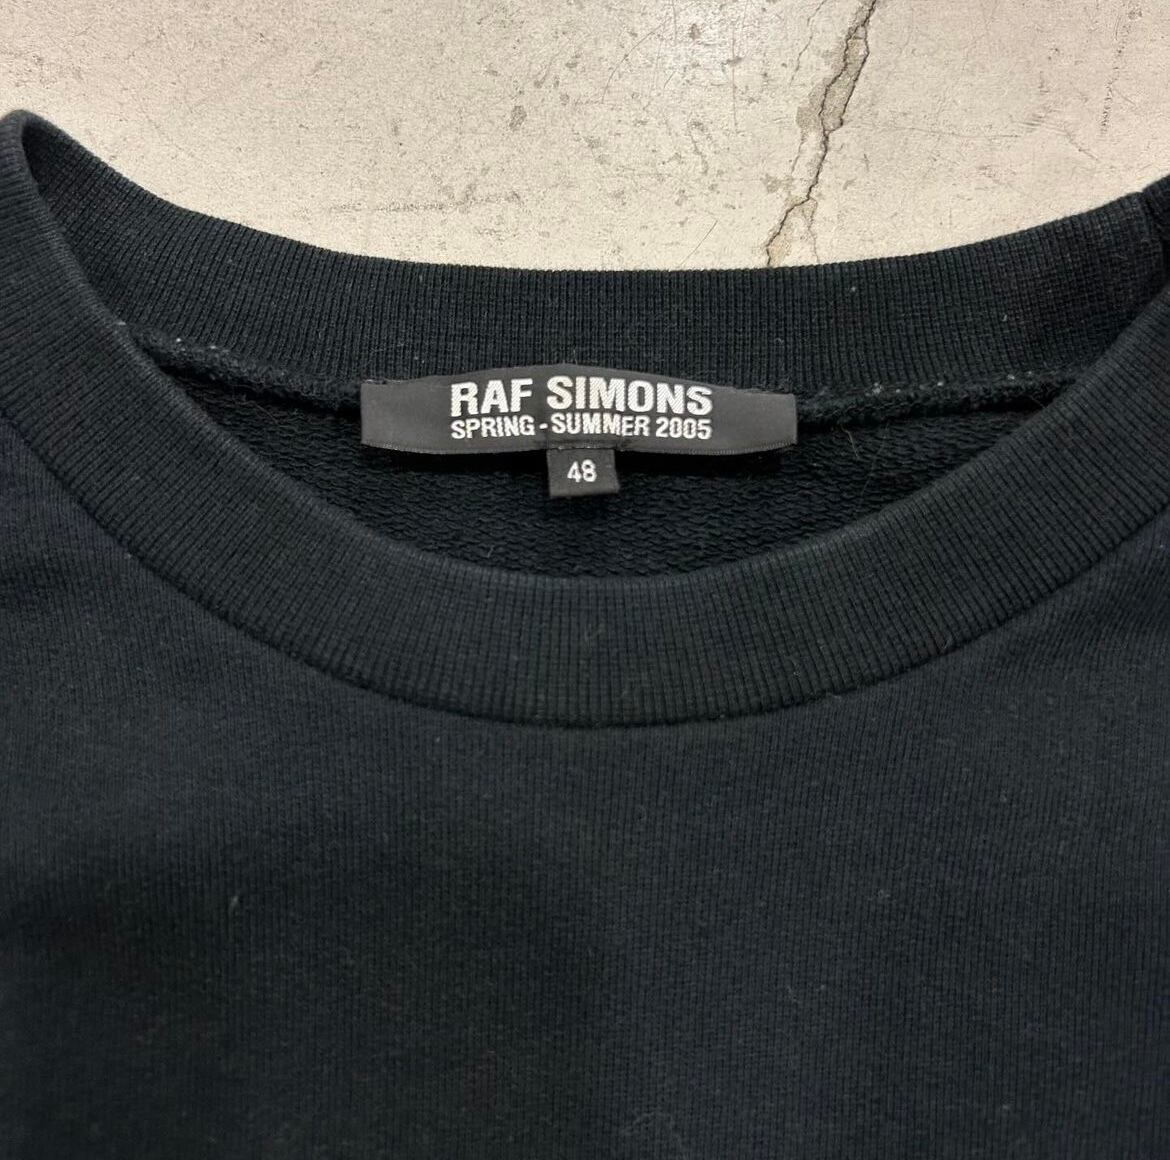 RAF SIMONS
SPRING-SUMMER 2005
48